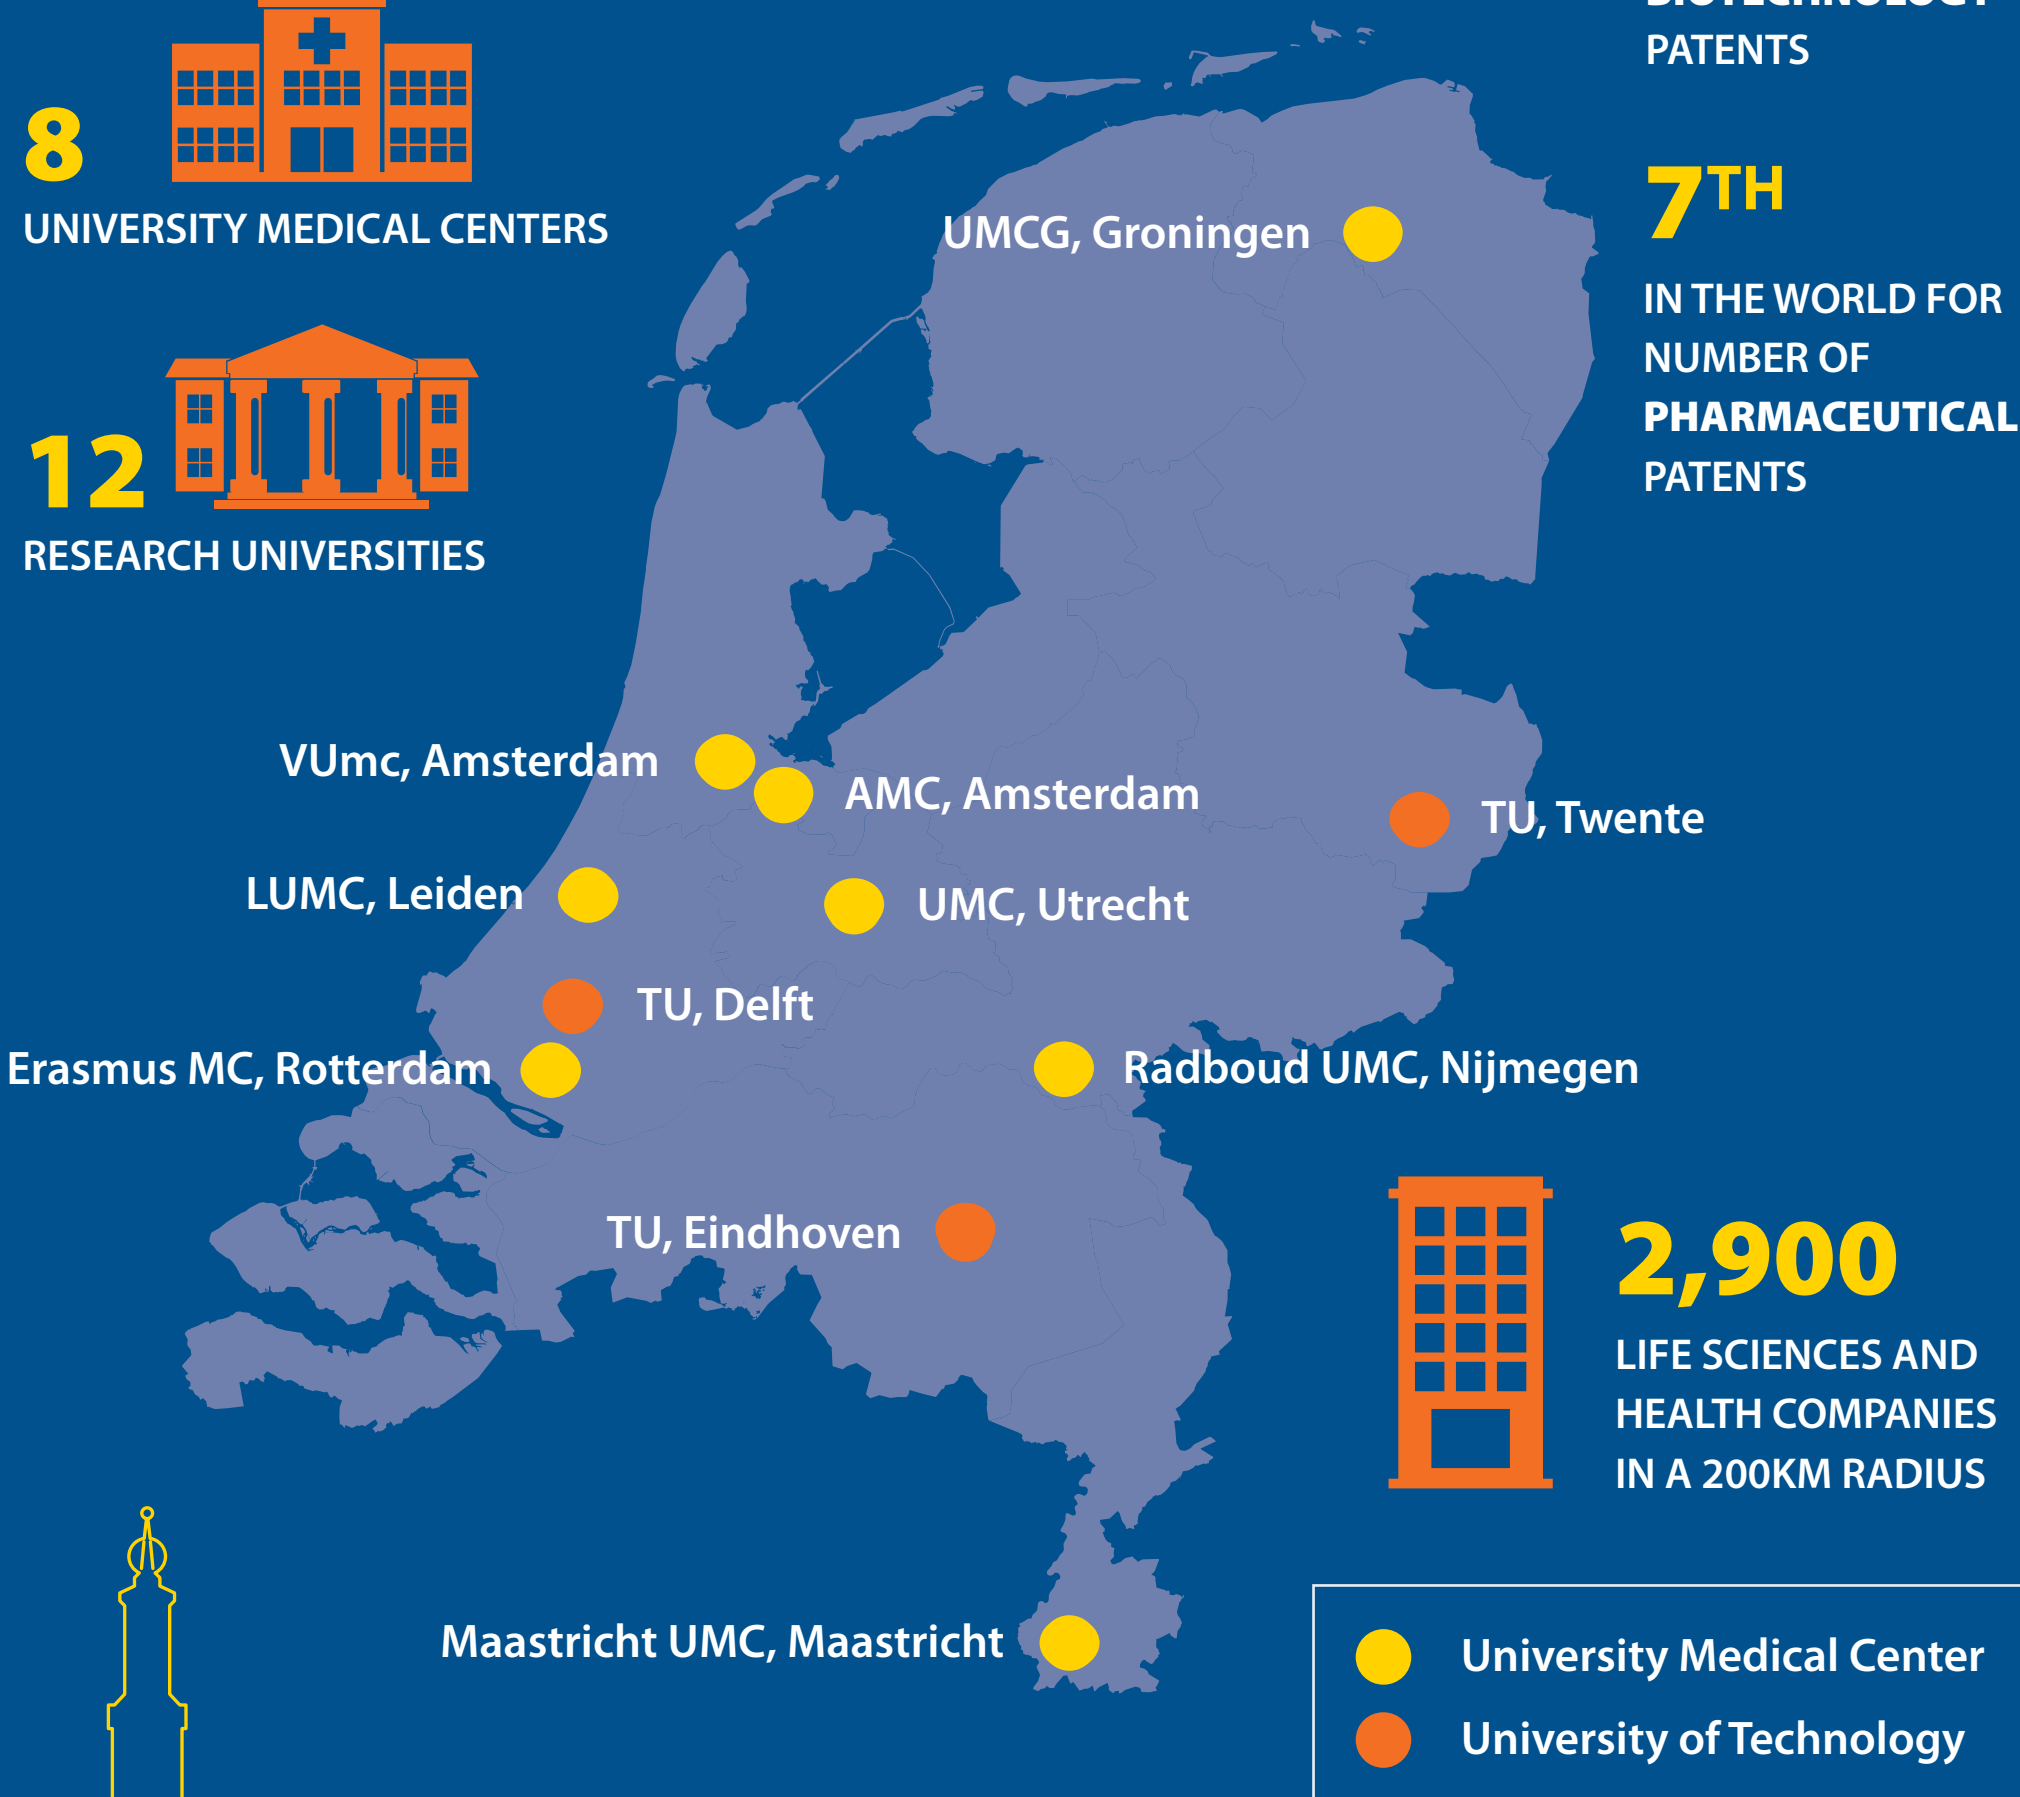 8
UNIVERSITY MEDICAL CENTERS
12
RESEARCH UNIVERSITIES
BIOTECHNOLOGY
PATENTS
7TH
IN THE WORLD FOR
NUMBER OF
PHARMACEUTICAL
PATENTS
UMCG, Groningen
VUmc, Amsterdam
AMC, Amsterdam
TU, Twente
LUMC, Leiden
UMC, Utrecht
TU, Delft
Erasmus MC, Rotterdam
Radboud UMC, Nijmegen
TU, Eindhoven
2,900
LIFE SCIENCES AND
HEALTH COMPANIES
IN A 200KM RADIUS
Maastricht UMC, Maastricht
University Medical Center
University of Technology